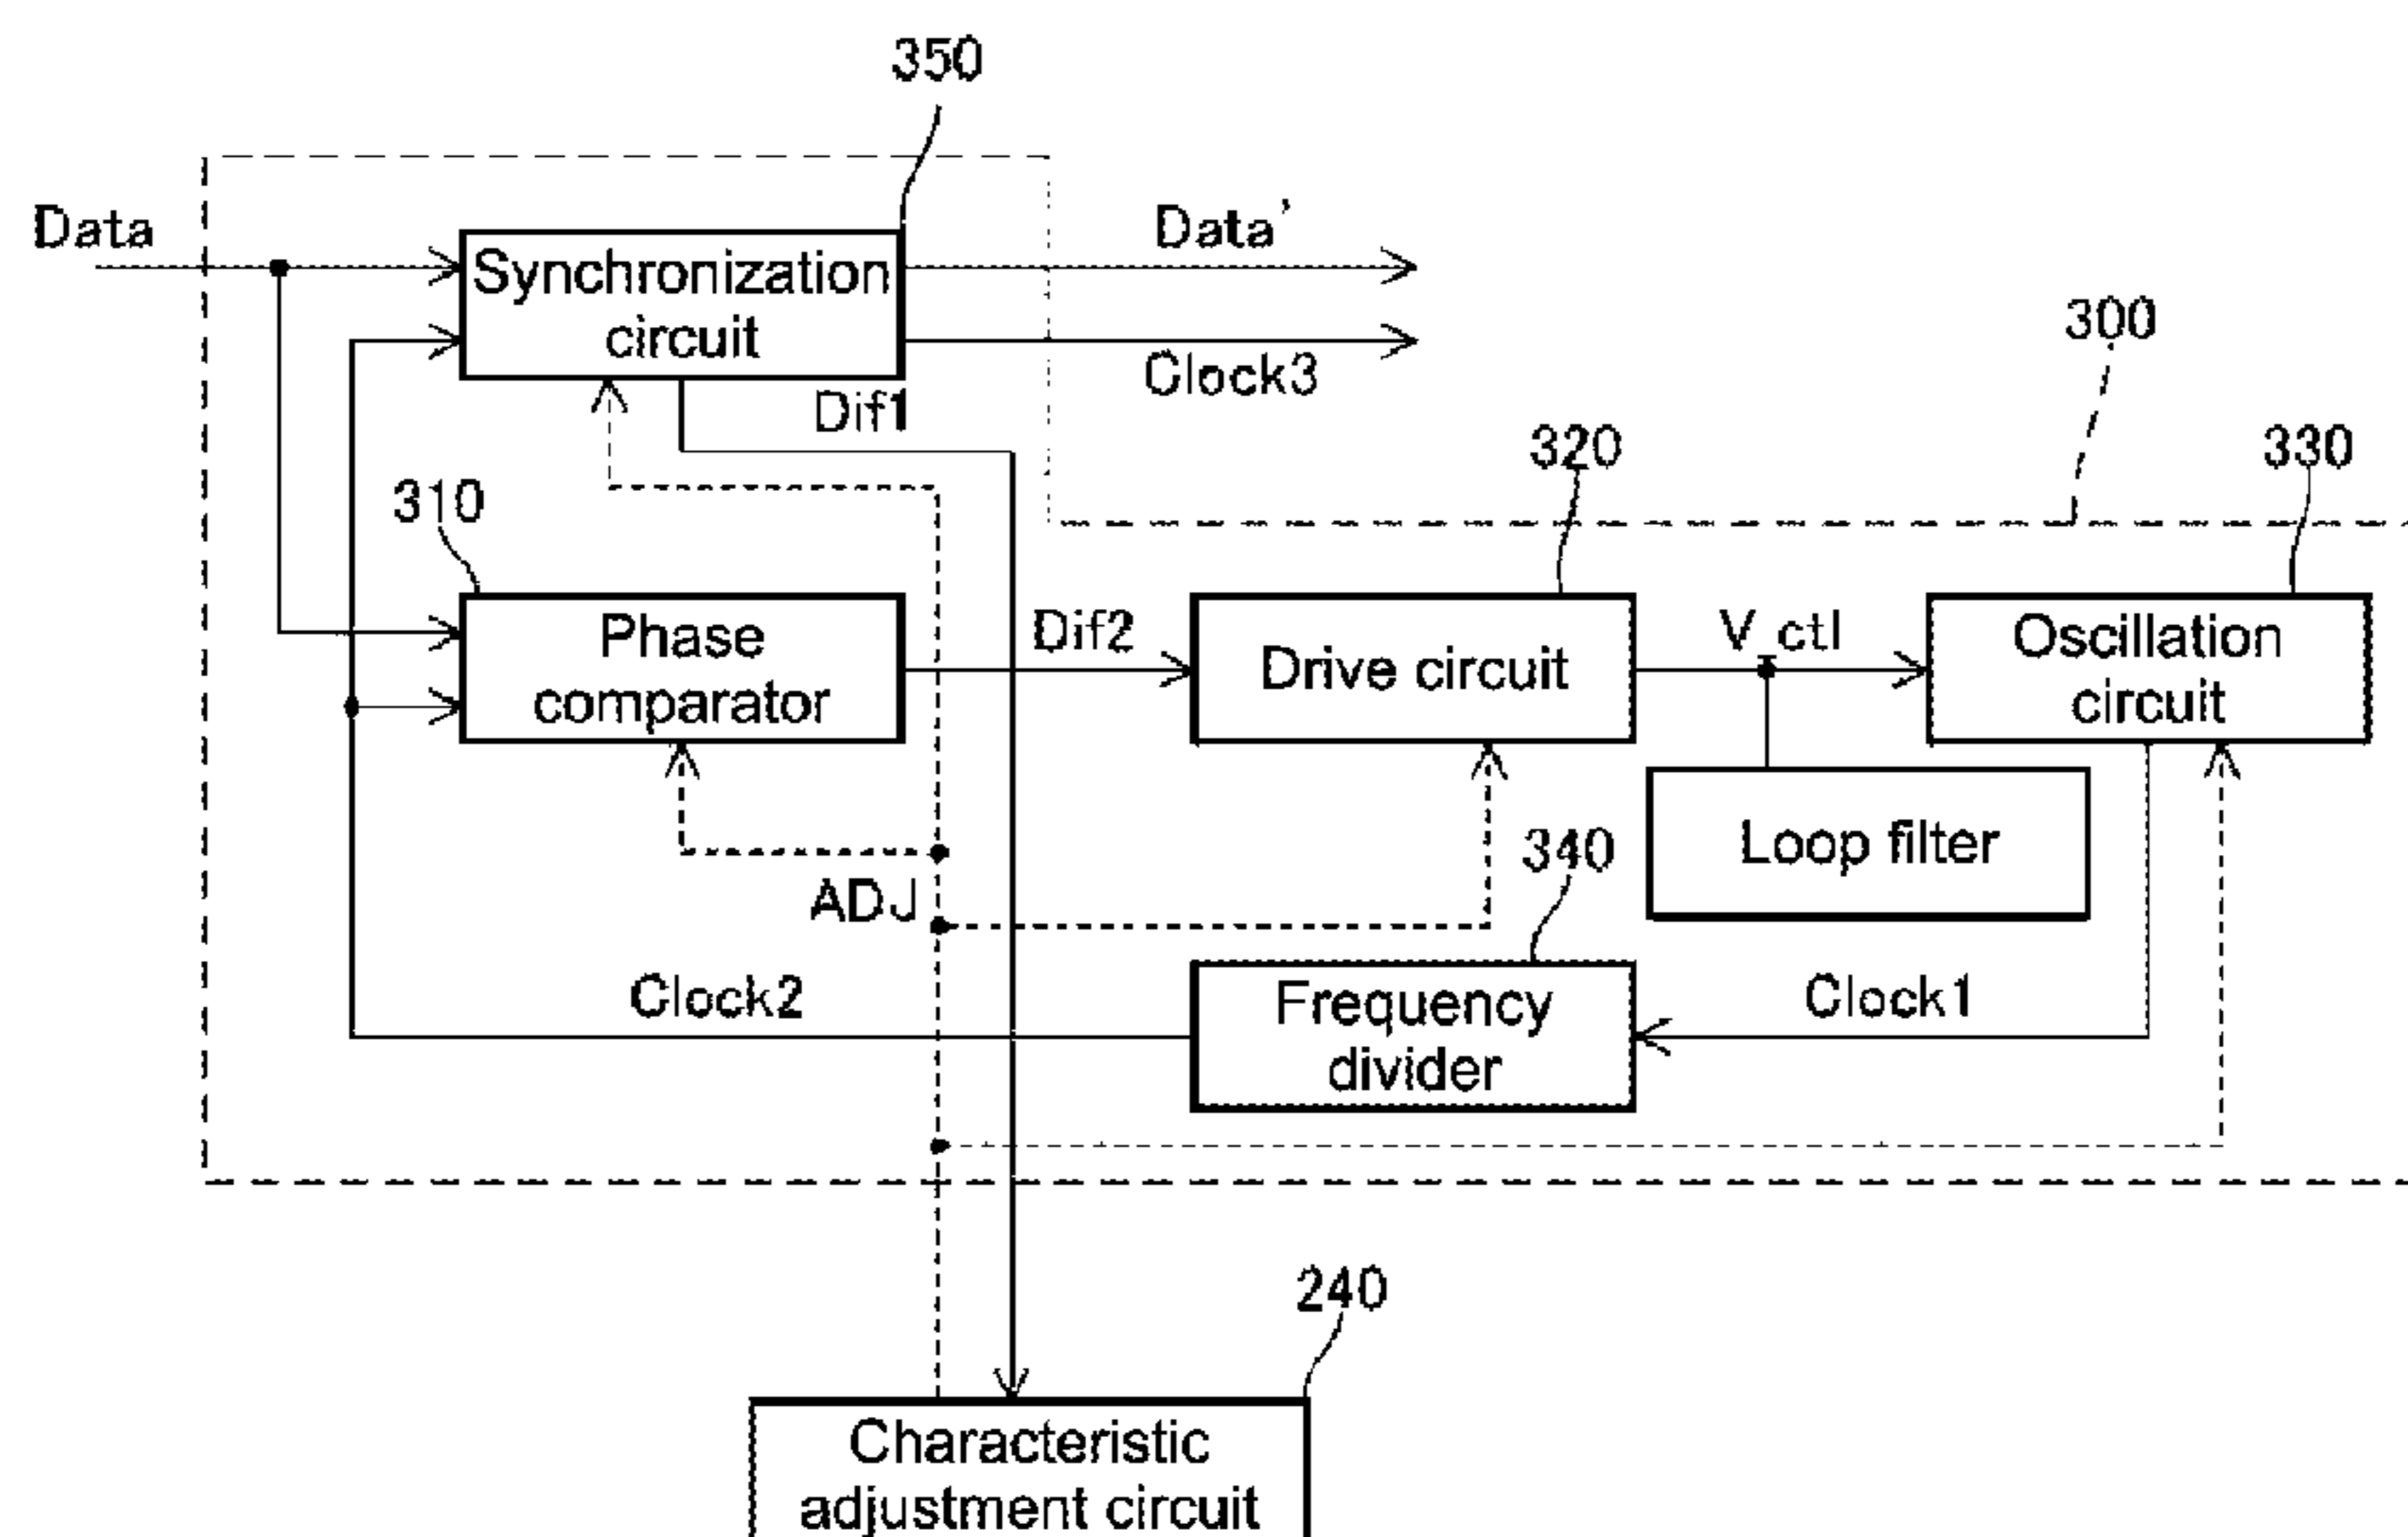 350
Data
Synchronization
circuit
Data'
Clock3
300
Dif1
320
330
310
Phase
comparator
Dif2
Drive circuit
V_ctl
Oscillation
circuit
Loop filter
340
ADJ
Clock2
Frequency
divider
Clock1
240
Characteristic
adjustment circuit